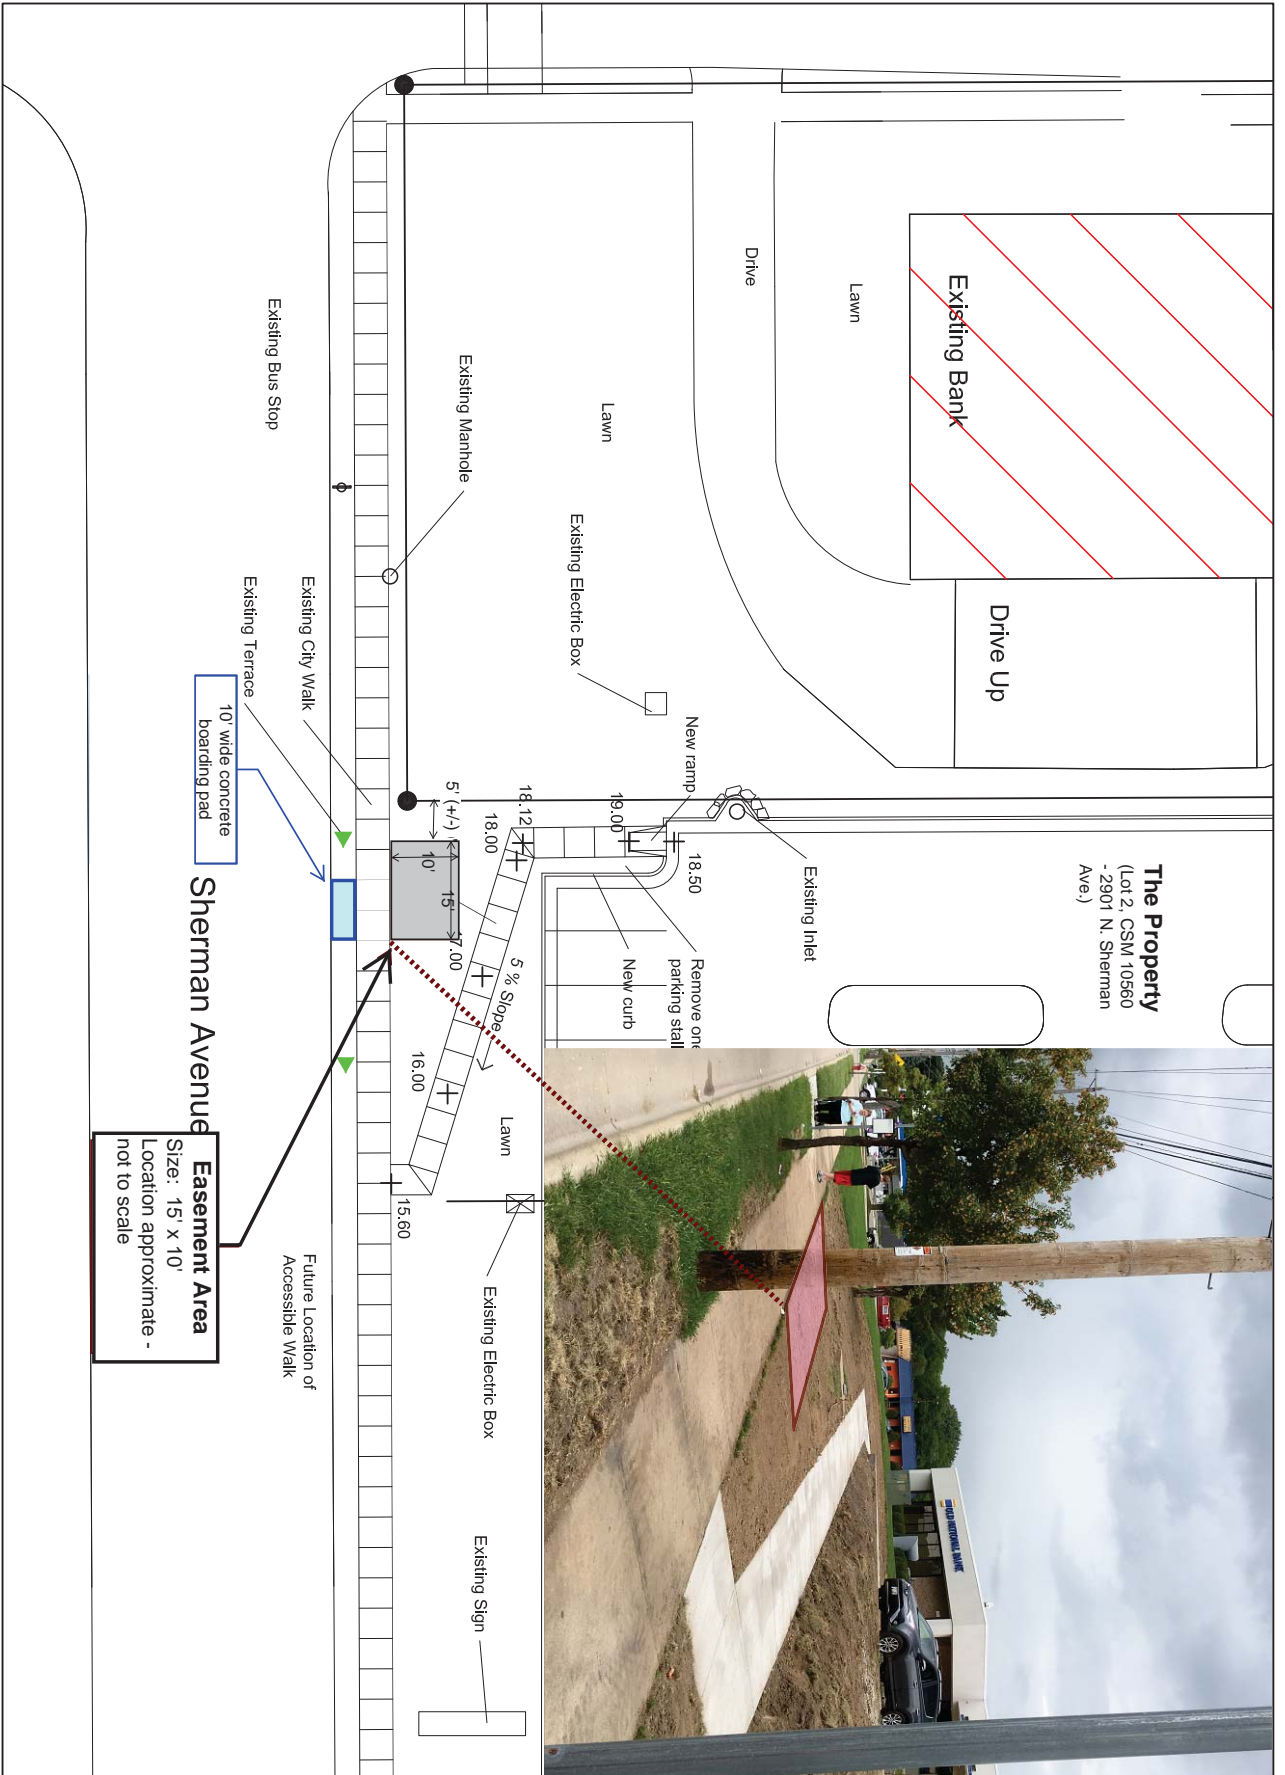 Existing Bank
Drive Up
Lawn
Drive
Lawn
Existing Electric Box
Existing Manhole
Existing Bus Stop
Existing City Walk
Existing Terrace
10' wide concrete
boarding pad
Sherman Avenue
Easement Area
Size: 15' x 10'
Location approximate -
not to scale
The Property
(Lot 2, CSM 10560
- 2901 N. Sherman
Ave.)
Existing Inlet
New ramp
19.00
18.50
18.12
18.00
5' (+/-)
10'
15'
5 % Slope
16.00
15.60
Remove one
parking stall
New curb
Lawn
Existing Electric Box
Future Location of
Accessible Walk
Existing Sign
OLD NATIONAL BANK